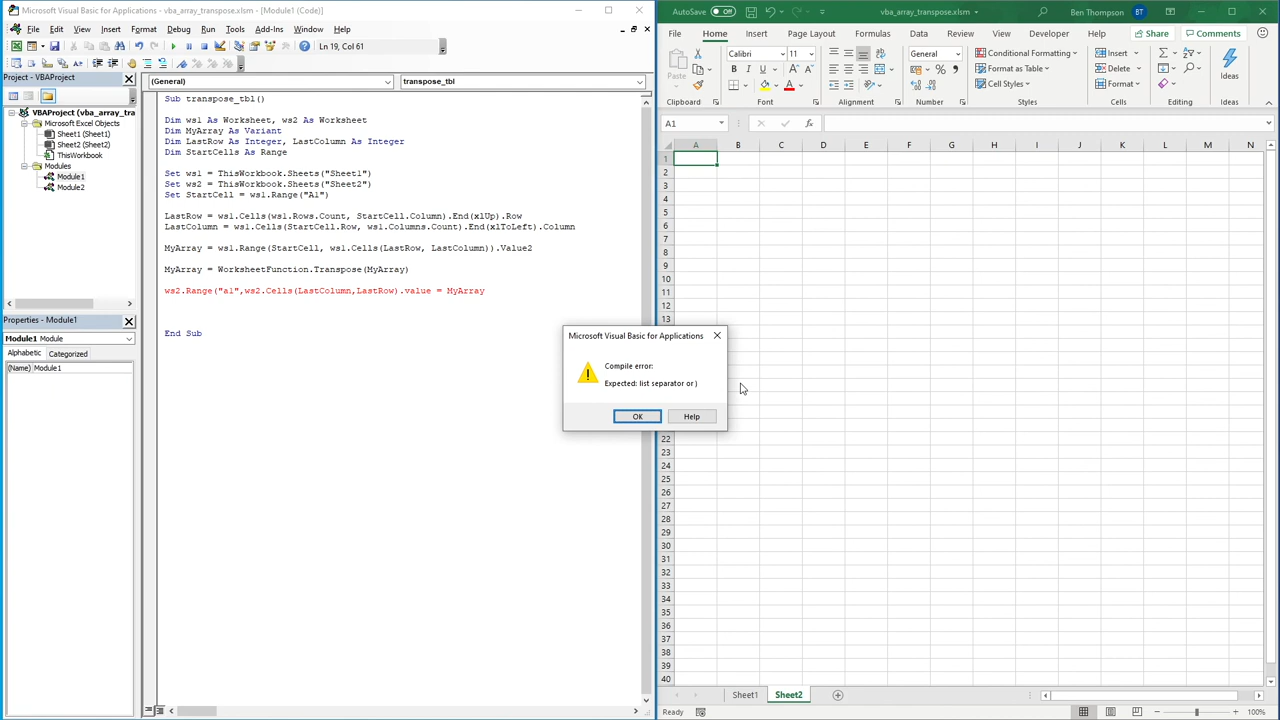 Microsoft Visual Basic for Applications - vba_array_transpose.xlsm - [Module1 (Code)]
File Edit View Insert Format Debug Run Tools Add-Ins Window Help
Ln 19, Col 61
Project - VBAProject
VBAProject (vba_array_tra
Microsoft Excel Objects
Sheet1 (Sheet1)
Sheet2 (Sheet2)
ThisWorkbook
Modules
Module1
Module2
Properties - Module1
Module1 Module
Alphabetic Categorized
(Name) Module1
(General) transpose_tbl
Sub transpose_tbl()
Dim ws1 As Worksheet, ws2 As Worksheet
Dim MyArray As Variant
Dim LastRow As Integer, LastColumn As Integer
Dim StartCells As Range
Set ws1 = ThisWorkbook.Sheets("Sheet1")
Set ws2 = ThisWorkbook.Sheets("Sheet2")
Set StartCell = ws1.Range("A1")
LastRow = ws1.Cells(ws1.Rows.Count, StartCell.Column).End(xlUp).Row
LastColumn = ws1.Cells(StartCell.Row, ws1.Columns.Count).End(xlToLeft).Column
MyArray = ws1.Range(StartCell, ws1.Cells(LastRow, LastColumn)).Value2
MyArray = WorksheetFunction.Transpose(MyArray)
ws2.Range("a1",ws2.Cells(LastColumn,LastRow).value = MyArray
End Sub
Microsoft Visual Basic for Applications
Compile error:
Expected: list separator or )
OK Help
AutoSave Off vba_array_transpose.xlsm Ben Thompson BT
File Home Insert Page Layout Formulas Data Review View Developer Help Share Comments
Paste
Calibri 11
B I U
General
Conditional Formatting
Format as Table
Cell Styles
Insert
Delete
Format
Ideas
Clipboard Font Alignment Number Styles Cells Editing Ideas
A1 fx
A B C D E F G H I J K L M N
1
2
3
4
5
6
7
8
9
10
11
12
13
22
23
24
25
26
27
28
29
30
31
32
33
34
35
36
37
38
39
40
Sheet1 Sheet2
Ready 100%